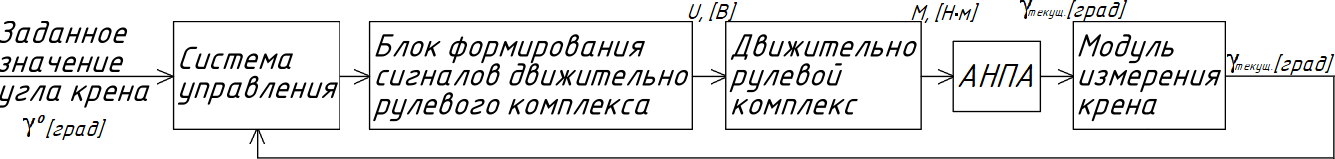 Заданное
значение
угла крена
γ° [град]
Система
управления
Блок формирования
сигналов движительно
рулевого комплекса
U, [В]
Движительно
рулевой
комплекс
М, [Н·м]
АНПА
γтекущ.[град]
Модуль
измерения
крена
γтекущ.[град]